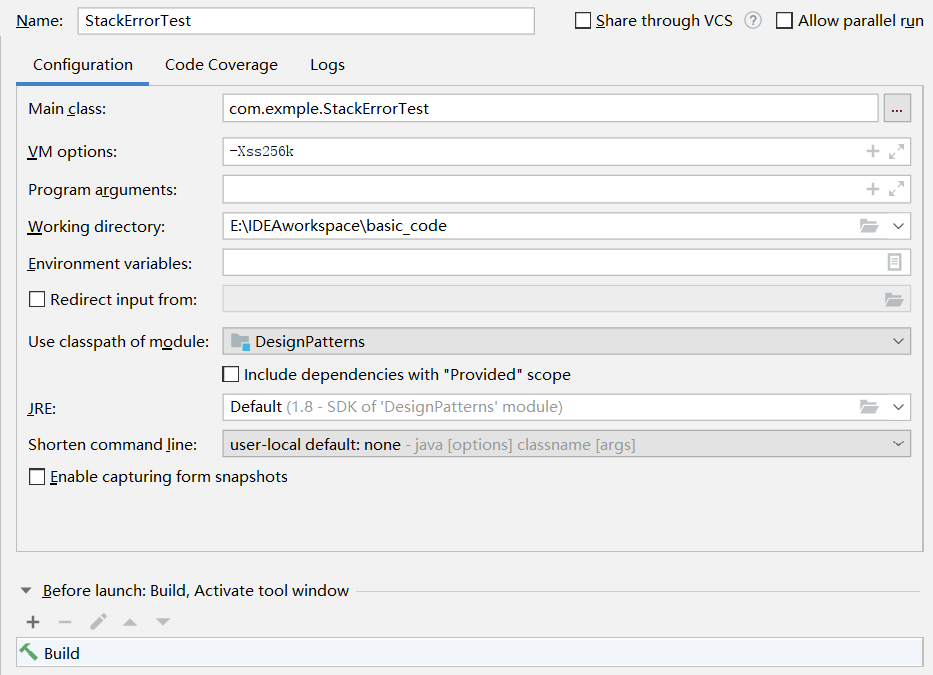 Name: StackErrorTest Share through VCS ? Allow parallel run
Configuration Code Coverage Logs
Main class: com.exmple.StackErrorTest ...
VM options: -Xss256k
Program arguments:
Working directory: E:\IDEAworkspace\basic_code
Environment variables:
Redirect input from:
Use classpath of module: DesignPatterns
Include dependencies with "Provided" scope
JRE: Default (1.8 - SDK of 'DesignPatterns' module)
Shorten command line: user-local default: none - java [options] classname [args]
Enable capturing form snapshots
Before launch: Build, Activate tool window
Build